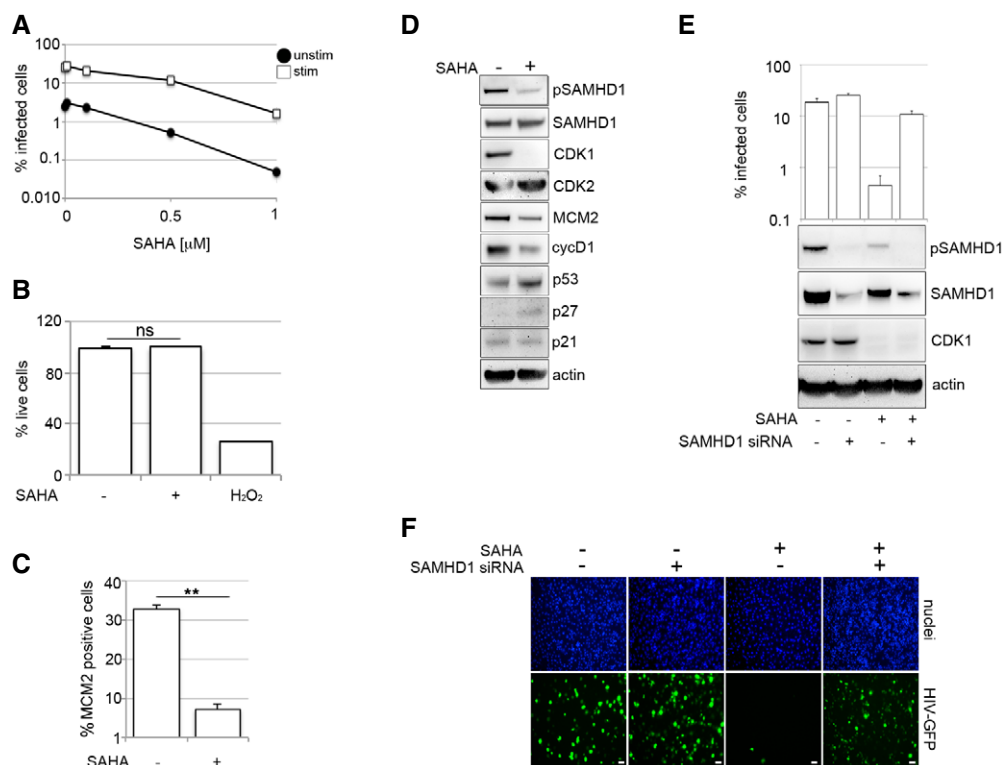 A
100
10
1
0.1
0.010
% infected cells
0
0.5
1
SAHA [µM]
unstim
stim
B
120
80
40
0
% live cells
ns
SAHA - + H₂O₂
C
40
30
20
10
1
% MCM2 positive cells
**
SAHA - +
D
SAHA - +
pSAMHD1
SAMHD1
CDK1
CDK2
MCM2
cycD1
p53
p27
p21
actin
E
100
10
1
0.1
% infected cells
pSAMHD1
SAMHD1
CDK1
actin
SAHA - - + +
SAMHD1 siRNA - + - +
F
SAHA - - + +
SAMHD1 siRNA - + - +
nuclei
HIV-GFP